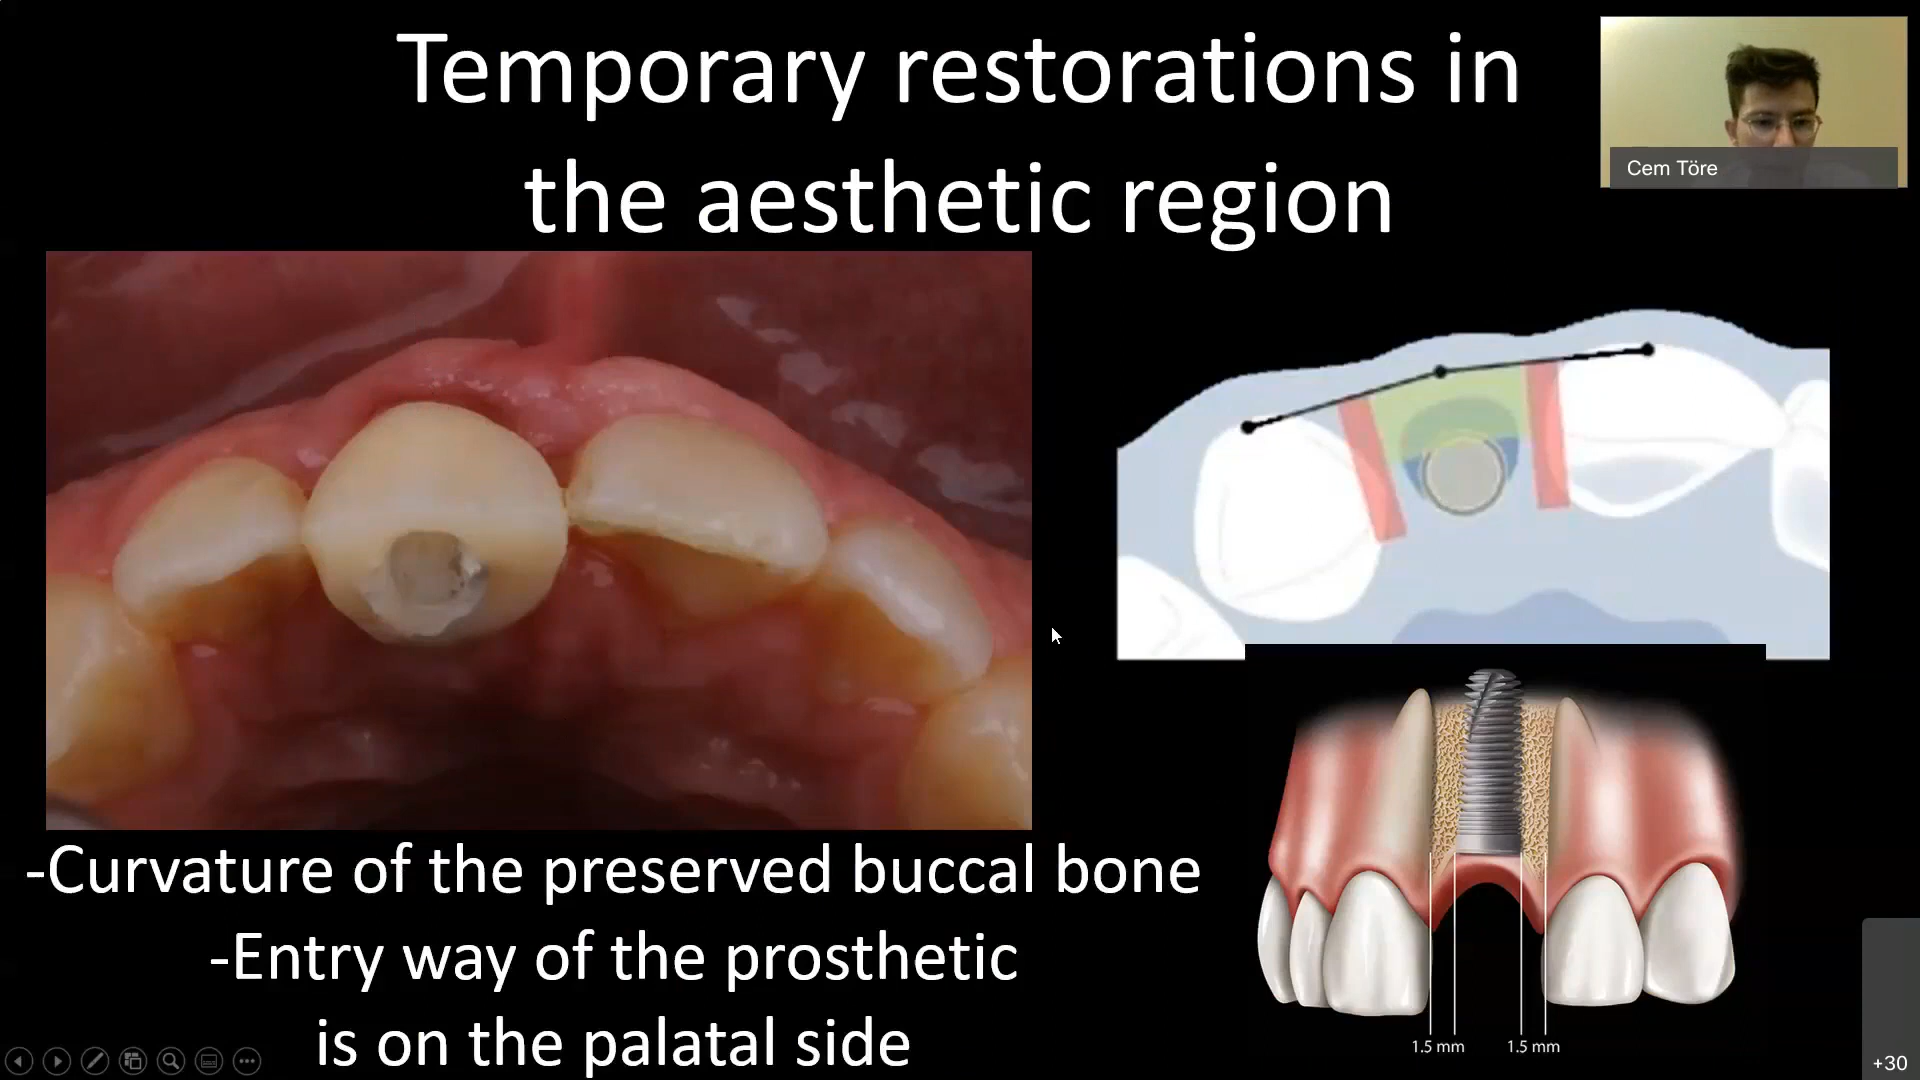 Temporary restorations in
the aesthetic region
Cem Töre
-Curvature of the preserved buccal bone
-Entry way of the prosthetic
is on the palatal side
1.5 mm 1.5 mm
+30